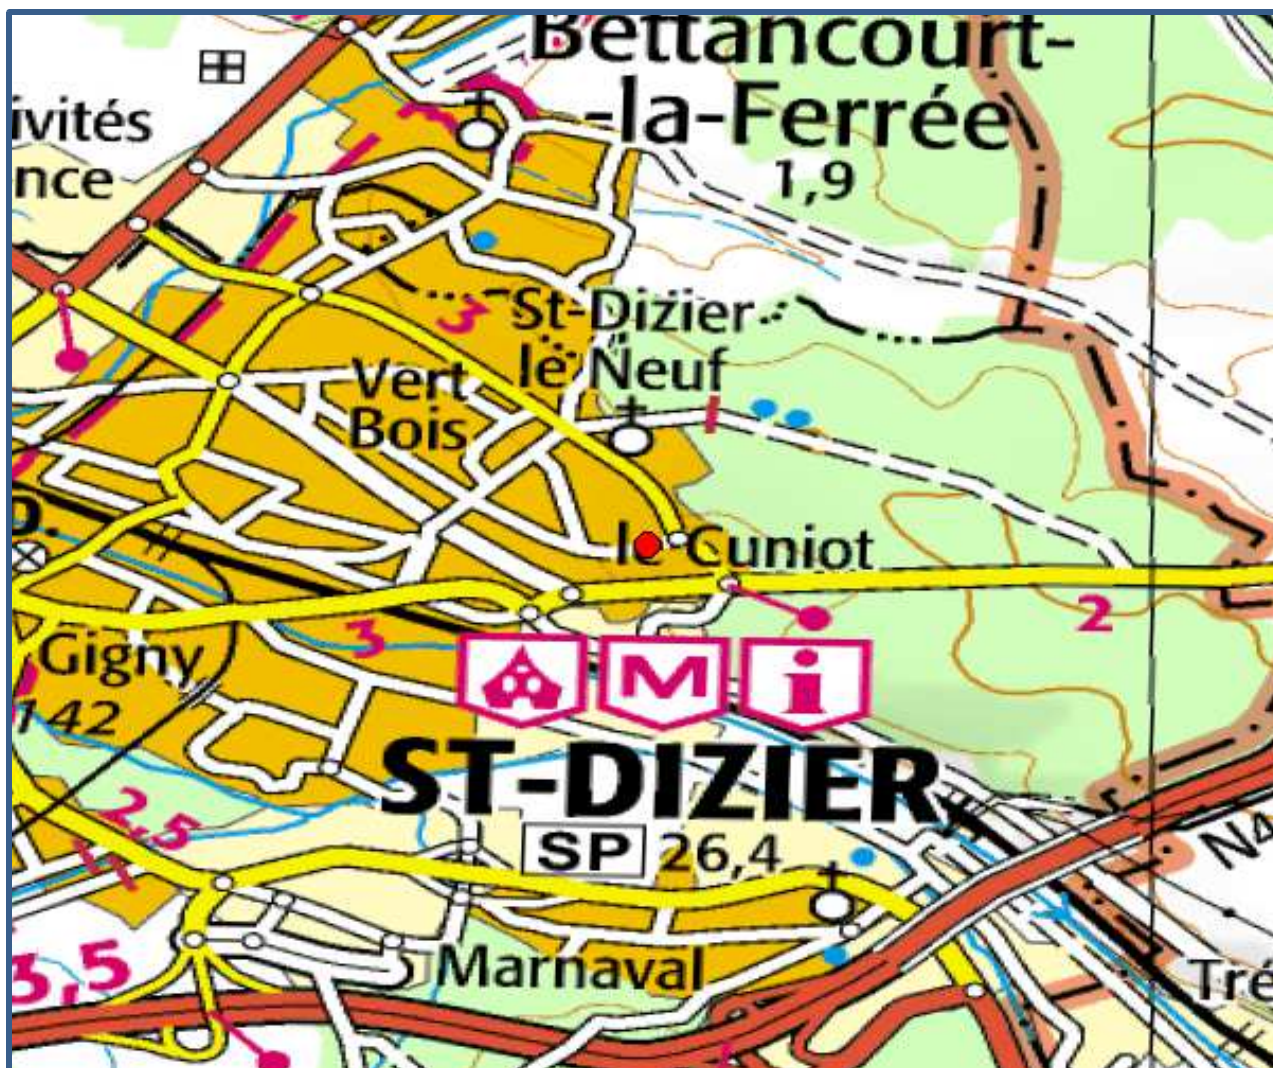 Bettancourt-
-la-Ferrée
1,9
ivités
nce
St-Dizier
le Neuf
3
Vert
Bois
D.
le Cuniot
2
3
Gigny
142
M
i
ST-DIZIER
SP 26,4
2,5
N4
Marnaval
3,5
Tré